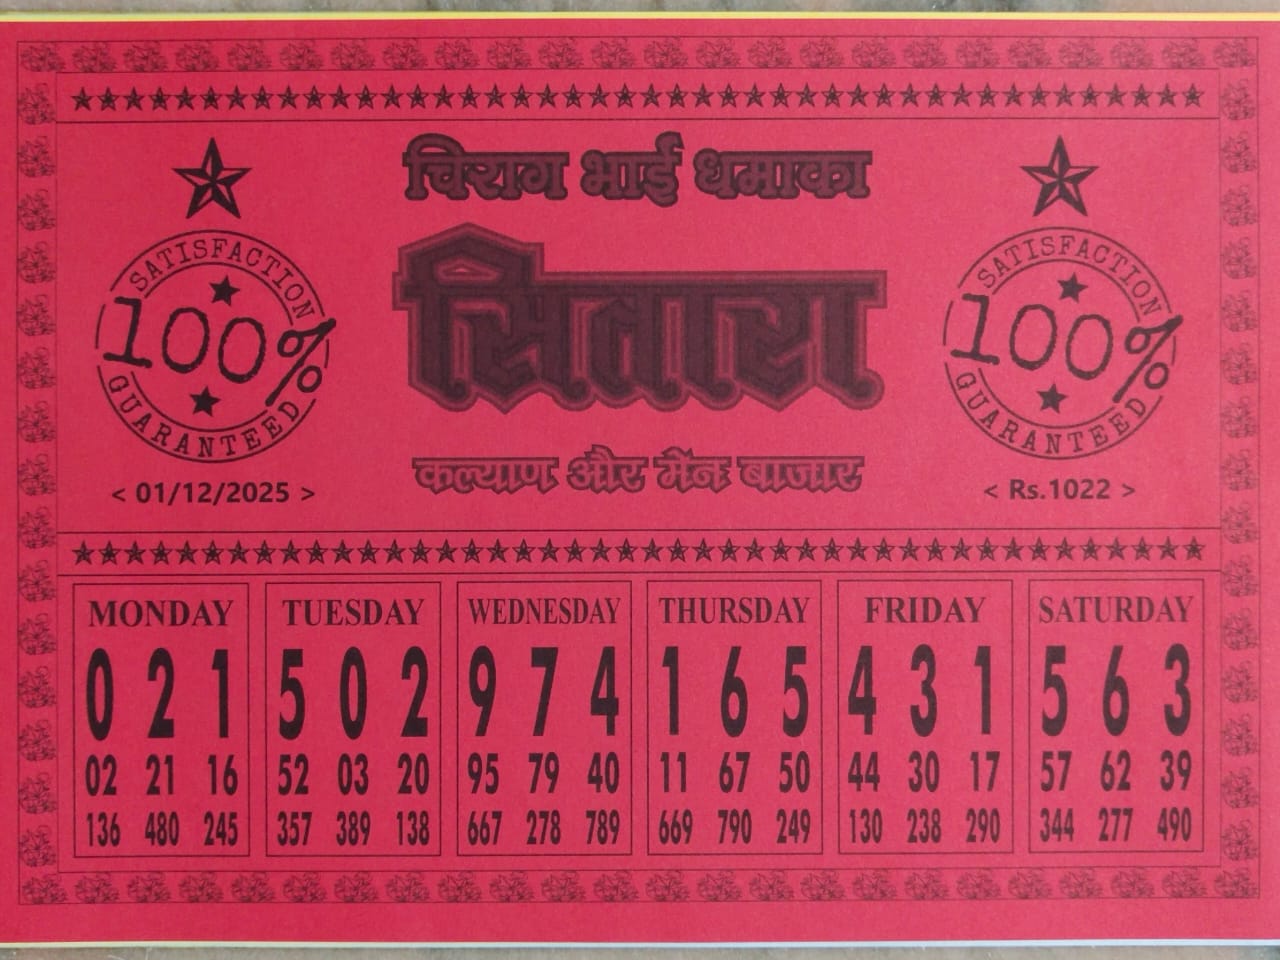 चिराग भाई धमाका
SATISFACTION
100%
GUARANTEED
सितारा
SATISFACTION
100%
GUARANTEED
कल्याण और मेन बाजार
< 01/12/2025 >
< Rs.1022 >
MONDAY TUESDAY WEDNESDAY THURSDAY FRIDAY SATURDAY
0 2 1 5 0 2 9 7 4 1 6 5 4 3 1 5 6 3
02 21 16 52 03 20 95 79 40 11 67 50 44 30 17 57 62 39
136 480 245 357 389 138 667 278 789 669 790 249 130 238 290 344 277 490